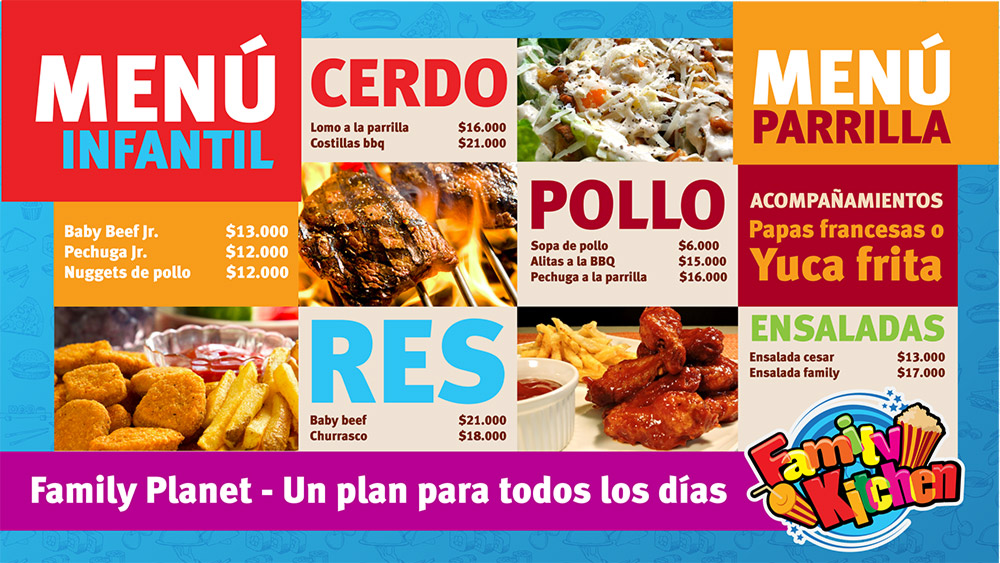 MENÚ
INFANTIL
Baby Beef Jr. $13.000
Pechuga Jr. $12.000
Nuggets de pollo $12.000
CERDO
Lomo a la parrilla $16.000
Costillas bbq $21.000
RES
Baby beef $21.000
Churrasco $18.000
POLLO
Sopa de pollo $6.000
Alitas a la BBQ $15.000
Pechuga a la parrilla $16.000
MENÚ
PARRILLA
ACOMPAÑAMIENTOS
Papas francesas o
Yuca frita
ENSALADAS
Ensalada cesar $13.000
Ensalada family $17.000
Family Planet - Un plan para todos los días
Family
Kitchen